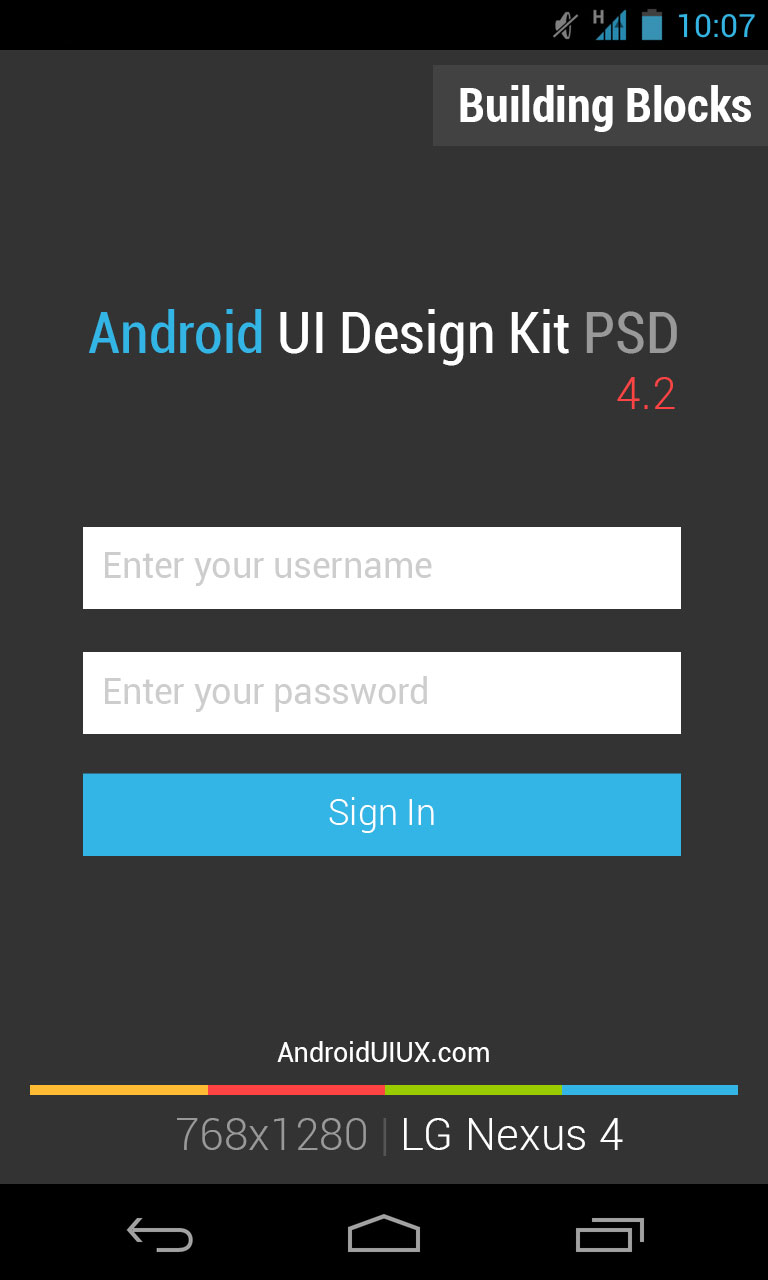 H
10:07
Building Blocks
Android UI Design Kit PSD
4.2
Enter your username
Enter your password
Sign In
AndroidUIUX.com
768x1280 | LG Nexus 4